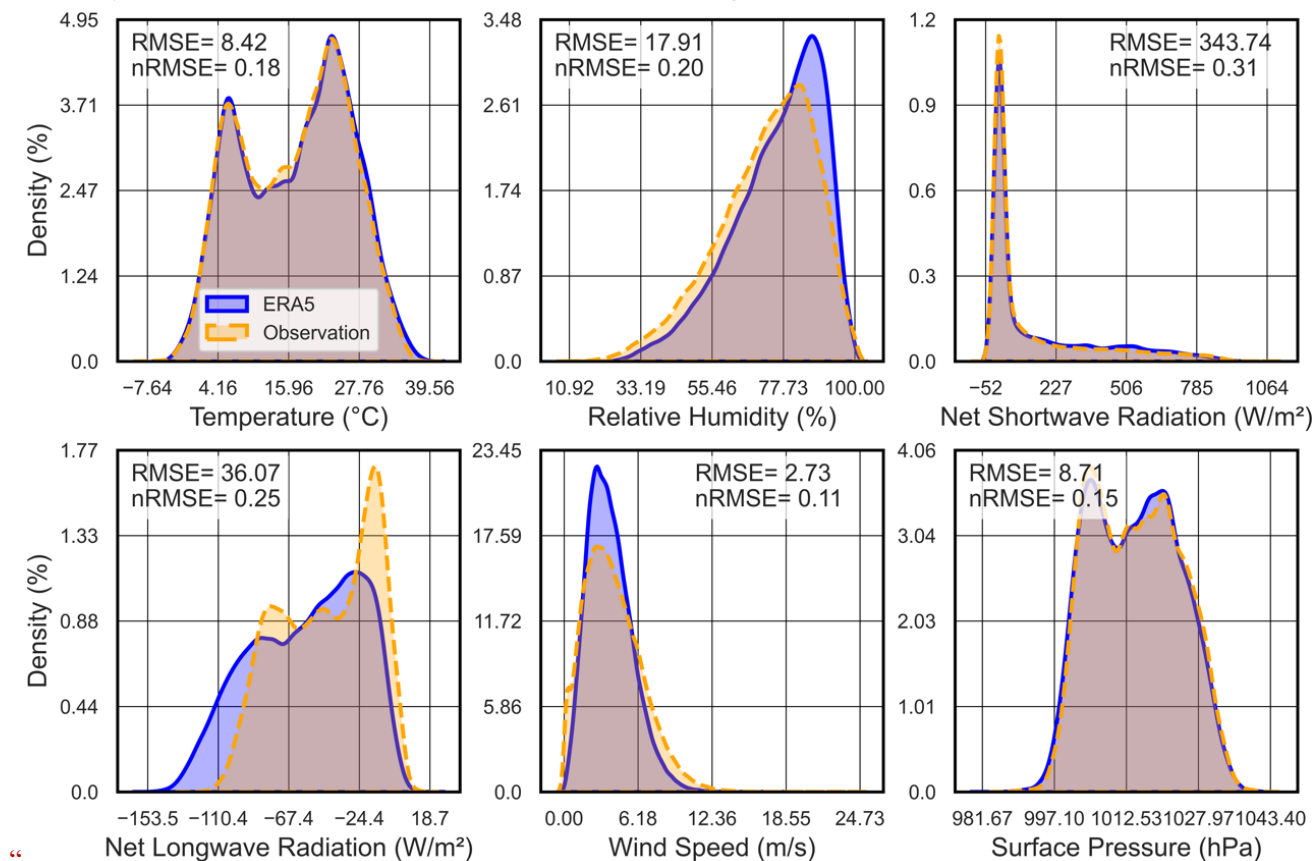 4.95
3.71
2.47
1.24
0.0
Density (%)
RMSE= 8.42
nRMSE= 0.18
ERA5
Observation
−7.64 4.16 15.96 27.76 39.56
Temperature (°C)
3.48
2.61
1.74
0.87
0.0
RMSE= 17.91
nRMSE= 0.20
10.92 33.19 55.46 77.73 100.00
Relative Humidity (%)
1.2
0.9
0.6
0.3
0.0
RMSE= 343.74
nRMSE= 0.31
−52 227 506 785 1064
Net Shortwave Radiation (W/m²)
1.77
1.33
0.88
0.44
0.0
Density (%)
RMSE= 36.07
nRMSE= 0.25
−153.5 −110.4 −67.4 −24.4 18.7
Net Longwave Radiation (W/m²)
23.45
17.59
11.72
5.86
0.0
RMSE= 2.73
nRMSE= 0.11
0.00 6.18 12.36 18.55 24.73
Wind Speed (m/s)
4.06
3.04
2.03
1.01
0.0
RMSE= 8.71
nRMSE= 0.15
981.67 997.10 1012.53 1027.97 1043.40
Surface Pressure (hPa)
“